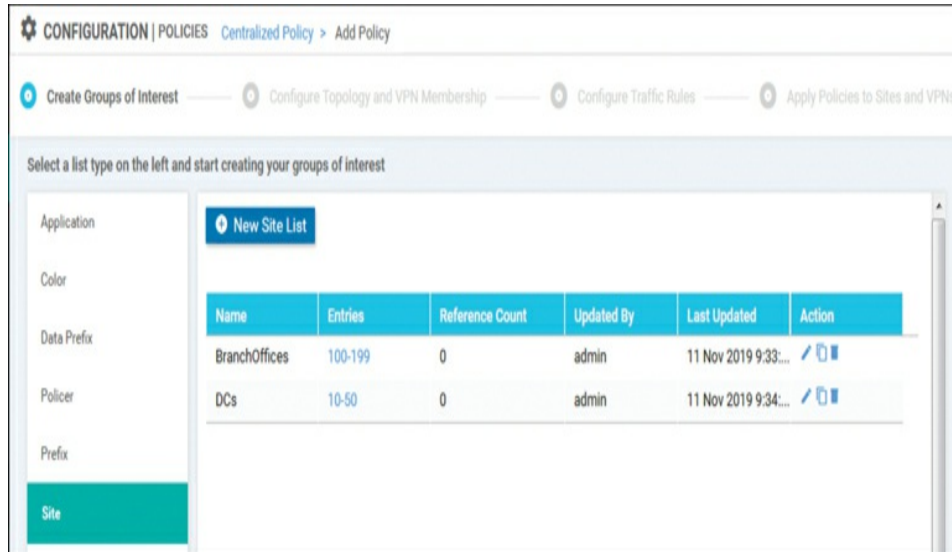 CONFIGURATION | POLICIES Centralized Policy > Add Policy
Create Groups of Interest Configure Topology and VPN Membership Configure Traffic Rules Apply Policies to Sites and VPNs
Select a list type on the left and start creating your groups of interest
Application
Color
Data Prefix
Policer
Prefix
Site
New Site List
Name Entries Reference Count Updated By Last Updated Action
BranchOffices 100-199 0 admin 11 Nov 2019 9:33:...
DCs 10-50 0 admin 11 Nov 2019 9:34:...